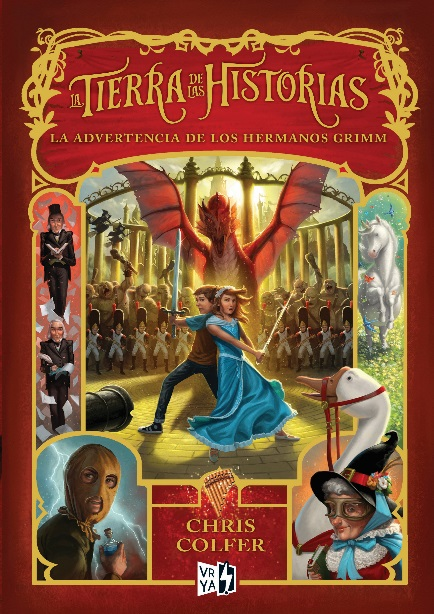 LA TIERRA DE LAS HISTORIAS
LA ADVERTENCIA DE LOS HERMANOS GRIMM
CHRIS
COLFER
VR
YA